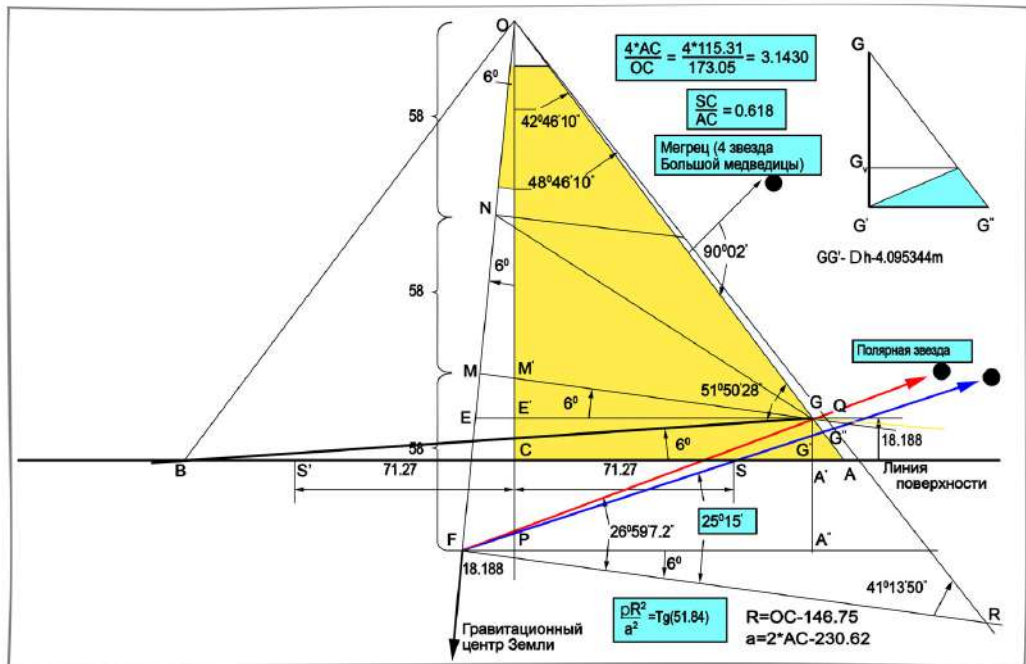 O
4*AC/OC = 4*115.31/173.05 = 3.1430
G
6⁰
SC/AC = 0.618
58
42⁰46'10"
Мегрец (4 звезда
Большой медведицы)
Gᵥ
48⁰46'10"
N
G' G"
90⁰02'
GG'- Dh-4.095344m
6⁰
58
Полярная звезда
M M'
51⁰50'28"
G Q
E E'
6⁰
G"
18.188
58
C
6⁰
G'
B S' 71.27 71.27 S A' A Линия
поверхности
25⁰15'
26⁰59'7.2"
F P A"
18.188
6⁰
41⁰13'50"
R
pR²/a² =Tg(51.84)
R=OC-146.75
a=2*AC-230.62
Гравитационный
центр Земли